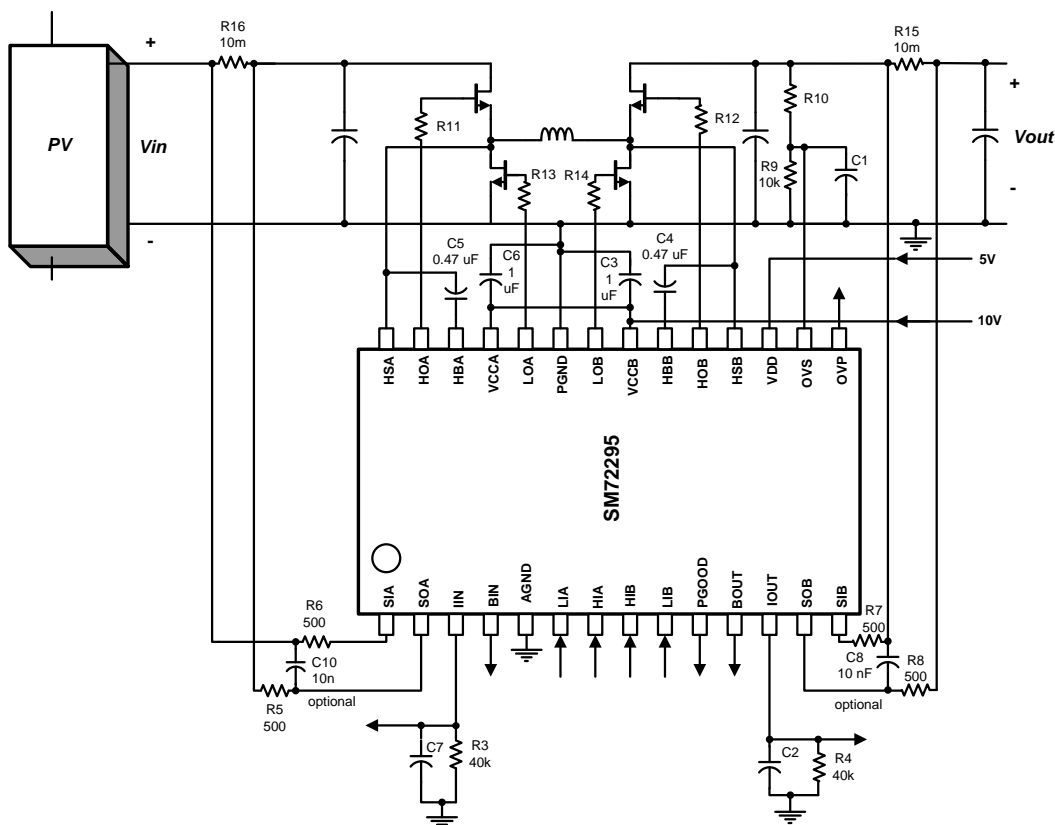 R16
10m
R15
10m
+
+
PV
Vin
R11
R12
R10
R13
R14
R9
10k
C1
Vout
-
-
C5
0.47 uF
C6
1
uF
C3
1
uF
C4
0.47 uF
5V
10V
HSA
HOA
HBA
VCCA
LOA
PGND
LOB
VCCB
HBB
HOB
HSB
VDD
OVS
OVP
SM72295
SIA
SOA
IIN
BIN
AGND
LIA
HIA
HIB
LIB
PGOOD
BOUT
IOUT
SOB
SIB
R6
500
R7
500
C10
10n
C8
10 nF
R8
500
R5
500
optional
optional
C7
R3
40k
C2
R4
40k